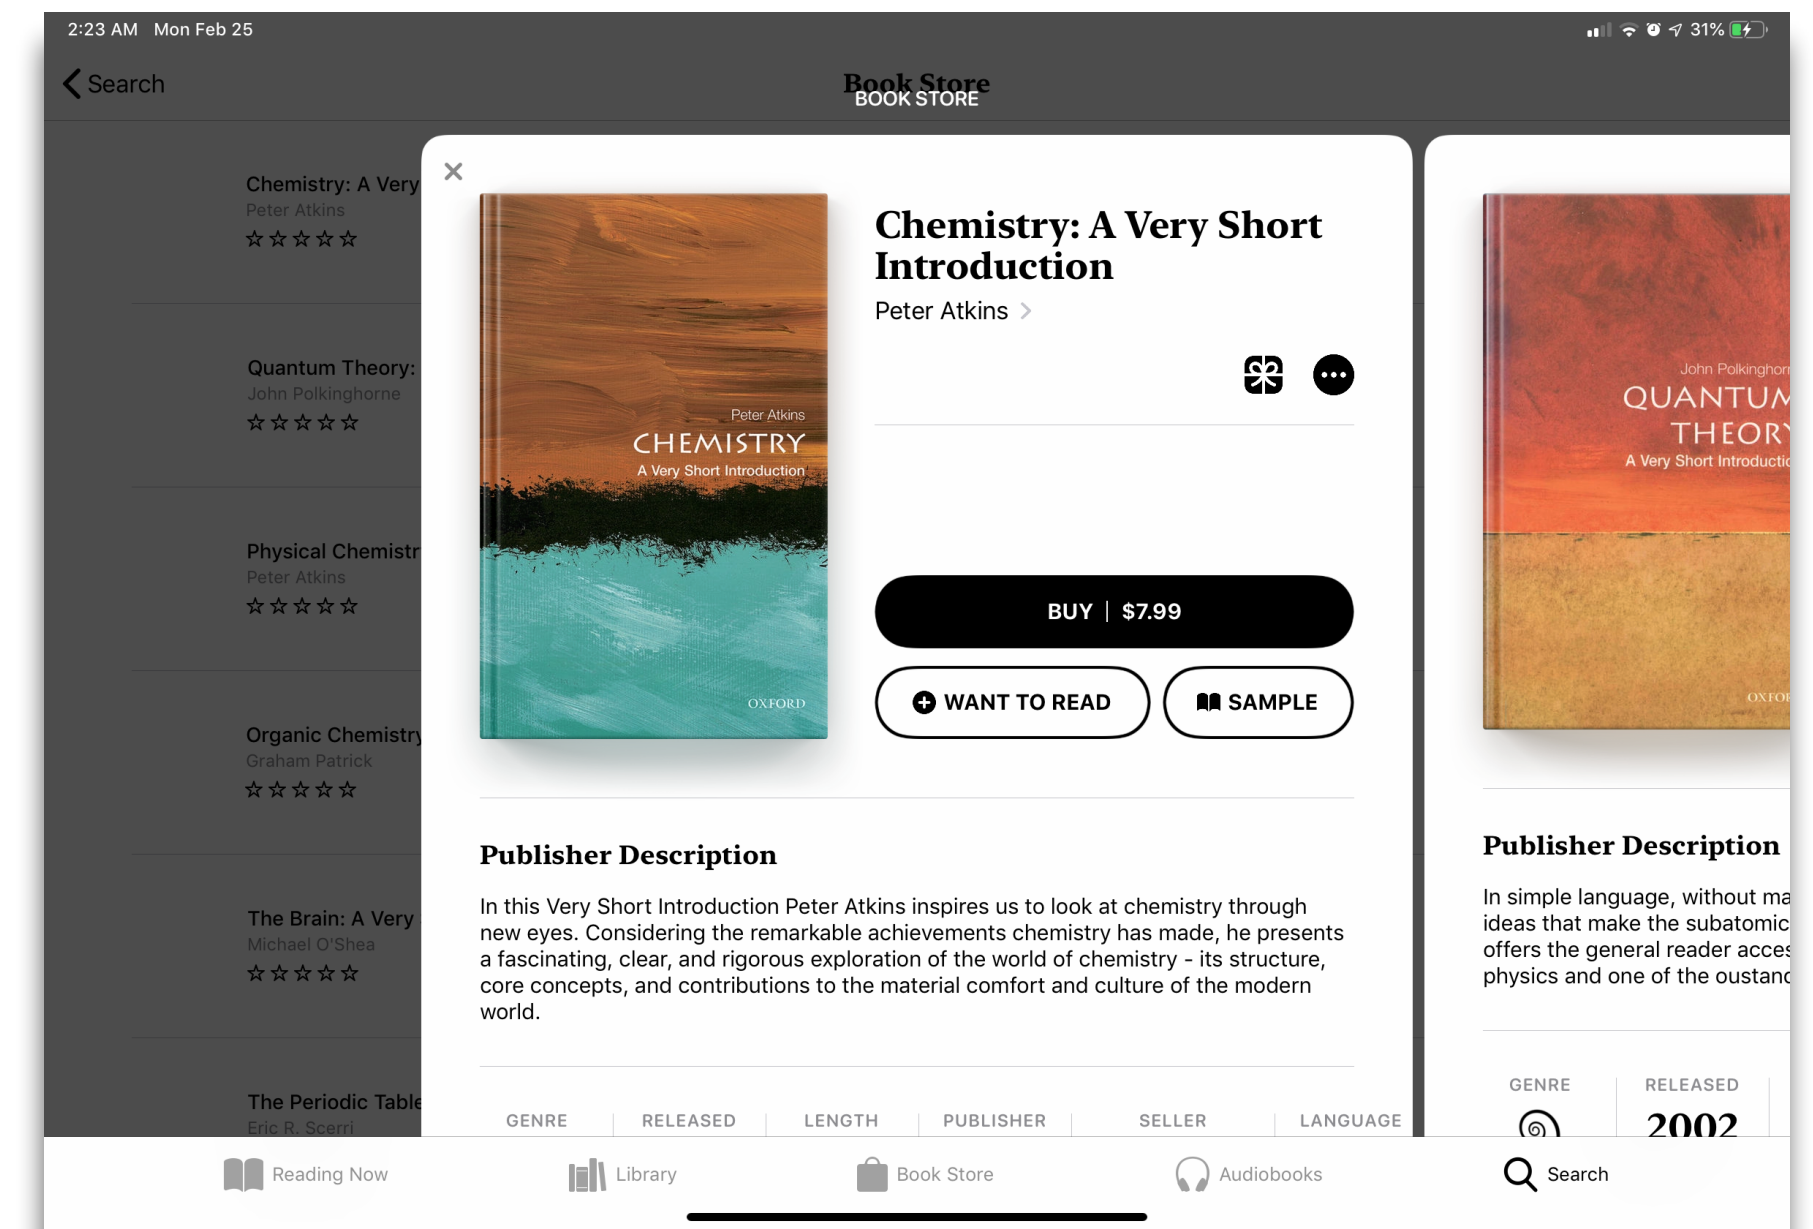 2:23 AM Mon Feb 25
31%
Search
Book Store
BOOK STORE
Chemistry: A Very
Peter Atkins
Quantum Theory:
John Polkinghorne
Physical Chemistr
Peter Atkins
Organic Chemistry
Graham Patrick
The Brain: A Very
Michael O'Shea
The Periodic Table
Eric R. Scerri
Peter Atkins
CHEMISTRY
A Very Short Introduction
OXFORD
Chemistry: A Very Short
Introduction
Peter Atkins
BUY | $7.99
WANT TO READ
SAMPLE
Publisher Description
In this Very Short Introduction Peter Atkins inspires us to look at chemistry through
new eyes. Considering the remarkable achievements chemistry has made, he presents
a fascinating, clear, and rigorous exploration of the world of chemistry - its structure,
core concepts, and contributions to the material comfort and culture of the modern
world.
GENRE RELEASED LENGTH PUBLISHER SELLER LANGUAGE
John Polkinghor
QUANTUM
THEORY
A Very Short Introductio
OXFO
Publisher Description
In simple language, without ma
ideas that make the subatomic
offers the general reader acces
physics and one of the oustand
GENRE RELEASED
2002
Reading Now
Library
Book Store
Audiobooks
Search